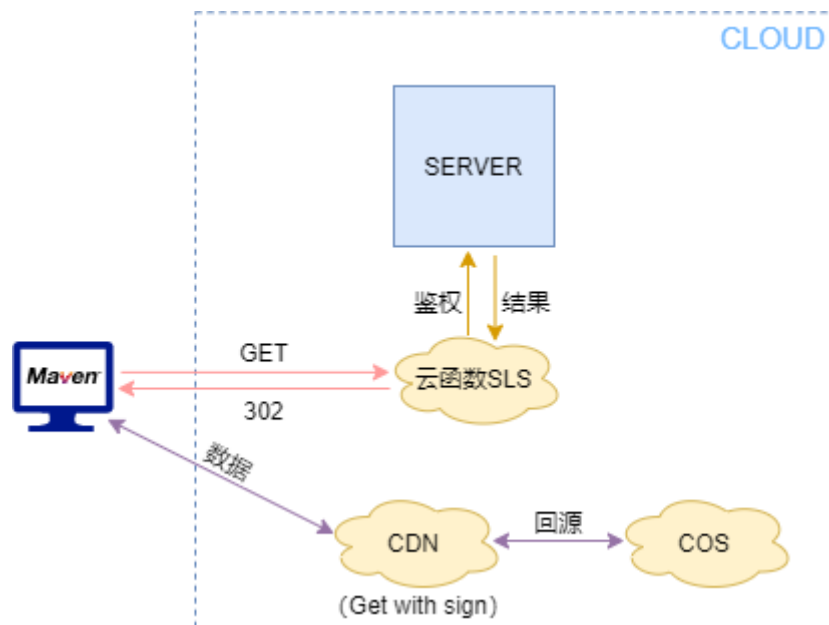 CLOUD
SERVER
鉴权
结果
GET
Maven
云函数SLS
302
数据
CDN
回源
COS
（Get with sign）